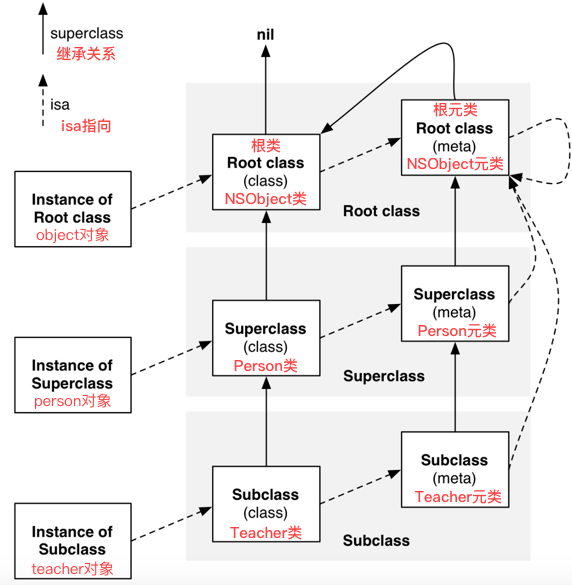 superclass
继承关系
isa
isa指向
nil
根类
Root class
(class)
NSObject类
根元类
Root class
(meta)
NSObject元类
Root class
Instance of
Root class
object对象
Superclass
(class)
Person类
Superclass
(meta)
Person元类
Superclass
Instance of
Superclass
person对象
Subclass
(class)
Teacher类
Subclass
(meta)
Teacher元类
Subclass
Instance of
Subclass
teacher对象